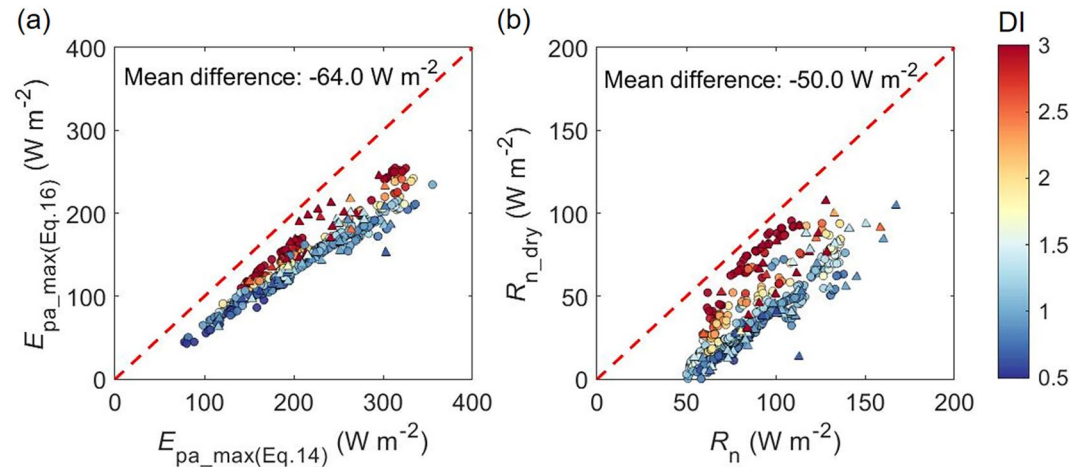 (a)
Mean difference: -64.0 W m-2
E pa_max(Eq.16) (W m-2)
400
300
200
100
0
0 100 200 300 400
E pa_max(Eq.14) (W m-2)
(b)
Mean difference: -50.0 W m-2
R n_dry (W m-2)
200
150
100
50
0
0 50 100 150 200
R n (W m-2)
DI
3
2.5
2
1.5
1
0.5